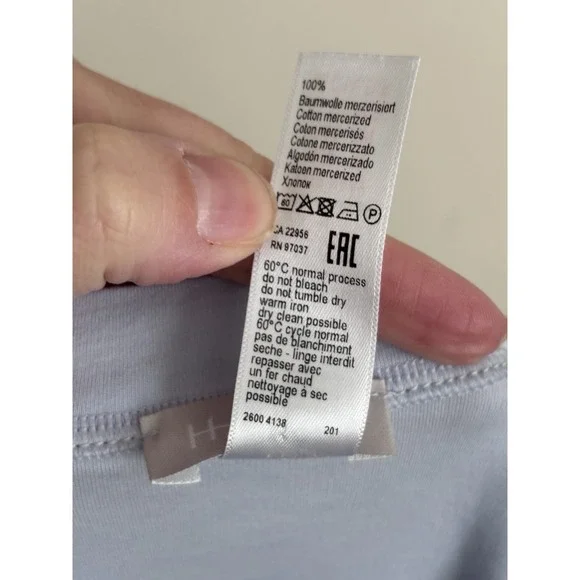 100%
Baumwolle merzerisiert
Cotton mercerized
Coton mercerisés
Cotone mercerizzato
Algodón mercerizado
Katoen mercerized
Хлопок
60 P
CA 22956
RN 97037
EAC
60°C normal process
do not bleach
do not tumble dry
warm iron
dry clean possible
60°C cycle normal
pas de blanchiment
seche - linge interdit
repasser avec
un fer chaud
nettoyage à sec
possible
2600 4138 201
H